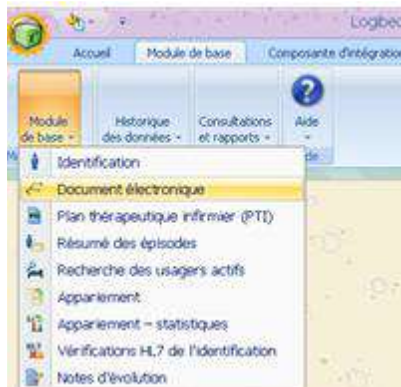 Logibec
Accueil Module de base Composante d'intégration
Module de base
Historique des données
Consultations et rapports
Aide
Identification
Document électronique
Plan thérapeutique infirmier (PTI)
Résumé des épisodes
Recherche des usagers actifs
Appariement
Appariement – statistiques
Vérifications HL7 de l'identification
Notes d'évolution